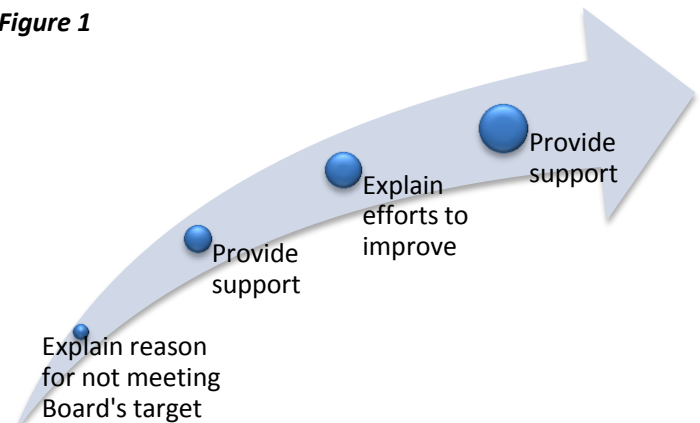 Figure 1
Provide
support
Explain
efforts to
improve
Provide
support
Explain reason
for not meeting
Board's target